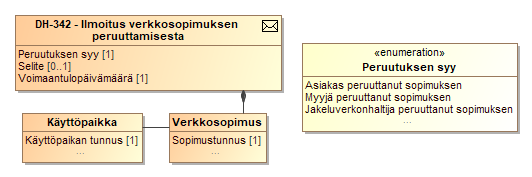 DH-342 - Ilmoitus verkkosopimuksen
peruuttamisesta
Peruutuksen syy [1]
Selite [0..1]
Voimaantulopäivämäärä [1]
«enumeration»
Peruutuksen syy
Asiakas peruuttanut sopimuksen
Myyjä peruuttanut sopimuksen
Jakeluverkonhaltija peruuttanut sopimuksen
...
Käyttöpaikka
Käyttöpaikan tunnus [1]
...
Verkkosopimus
Sopimustunnus [1]
...